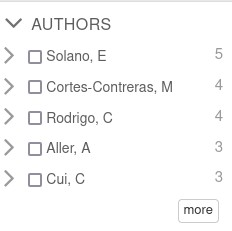 AUTHORS
Solano, E 5
Cortes-Contreras, M 4
Rodrigo, C 4
Aller, A 3
Cui, C 3
more